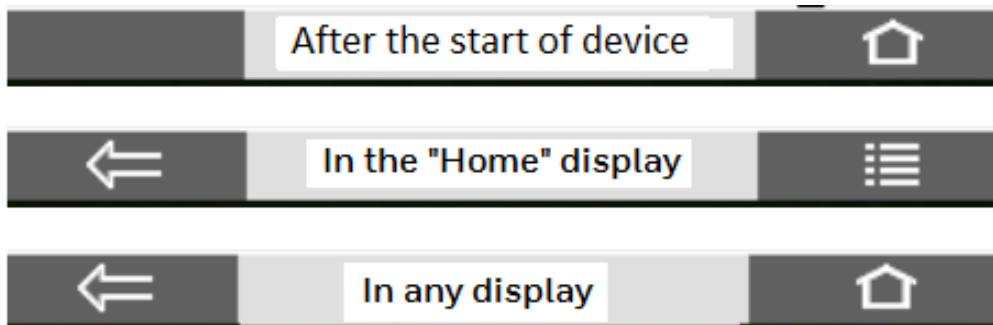 After the start of device
In the "Home" display
In any display